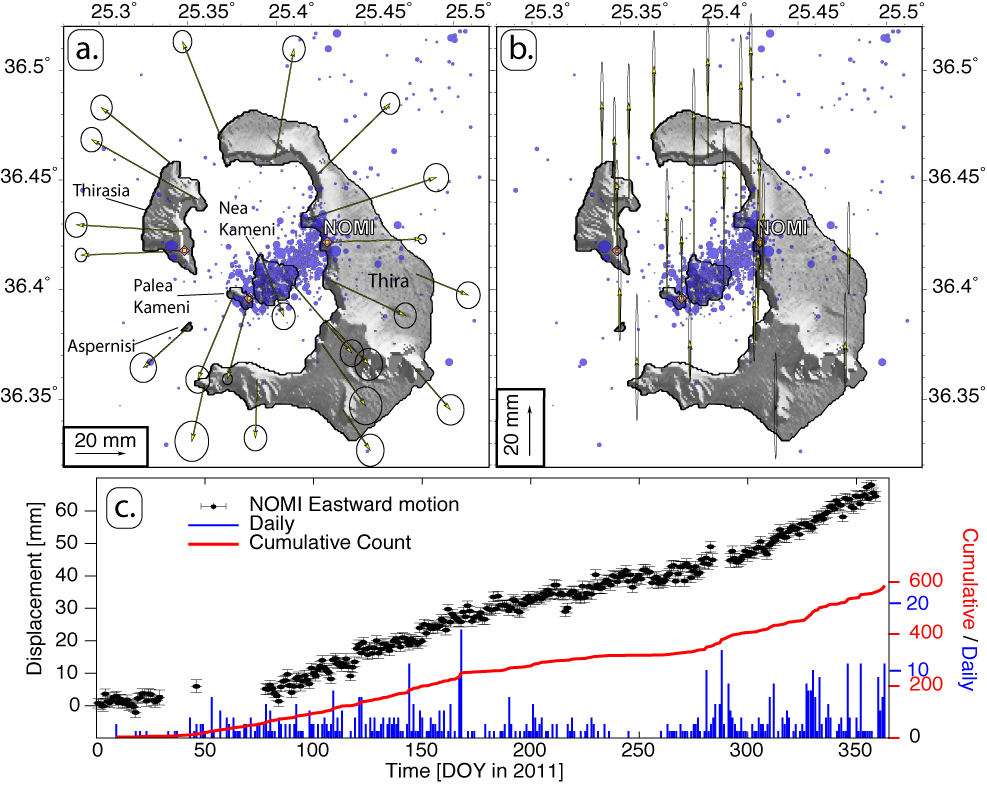 25.3˚ 25.35˚ 25.4˚ 25.45˚ 25.5˚ 25.3˚ 25.35˚ 25.4˚ 25.45˚ 25.5˚
a.
b.
36.5˚
36.5˚
36.45˚
36.45˚
Thirasia
Nea
Kameni
NOMI
NOMI
Thira
36.4˚
36.4˚
Palea
Kameni
Aspernisi
36.35˚
36.35˚
20 mm
20 mm
c.
NOMI Eastward motion
Daily
Cumulative Count
Displacement [mm]
60
50
40
30
20
10
0
600
400
200
0
20
10
Cumulative / Daily
0 50 100 150 200 250 300 350
Time [DOY in 2011]